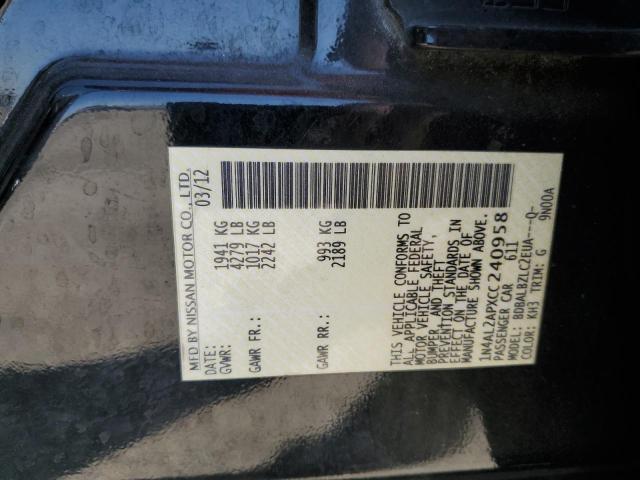 MFD BY NISSAN MOTOR CO., LTD.
DATE: 03/12
GVWR: 1941 KG
4279 LB
GAWR FR.: 1017 KG
2242 LB
GAWR RR.: 993 KG
2189 LB
THIS VEHICLE CONFORMS TO
ALL APPLICABLE FEDERAL
MOTOR VEHICLE SAFETY,
BUMPER, AND THEFT
PREVENTION STANDARDS IN
EFFECT ON THE DATE OF
MANUFACTURE SHOWN ABOVE.
1N4AL2APXCC240958
PASSENGER CAR 611
MODEL: BDBALBZLC2EUA---Q-
COLOR: KH3 TRIM: G 9N00A